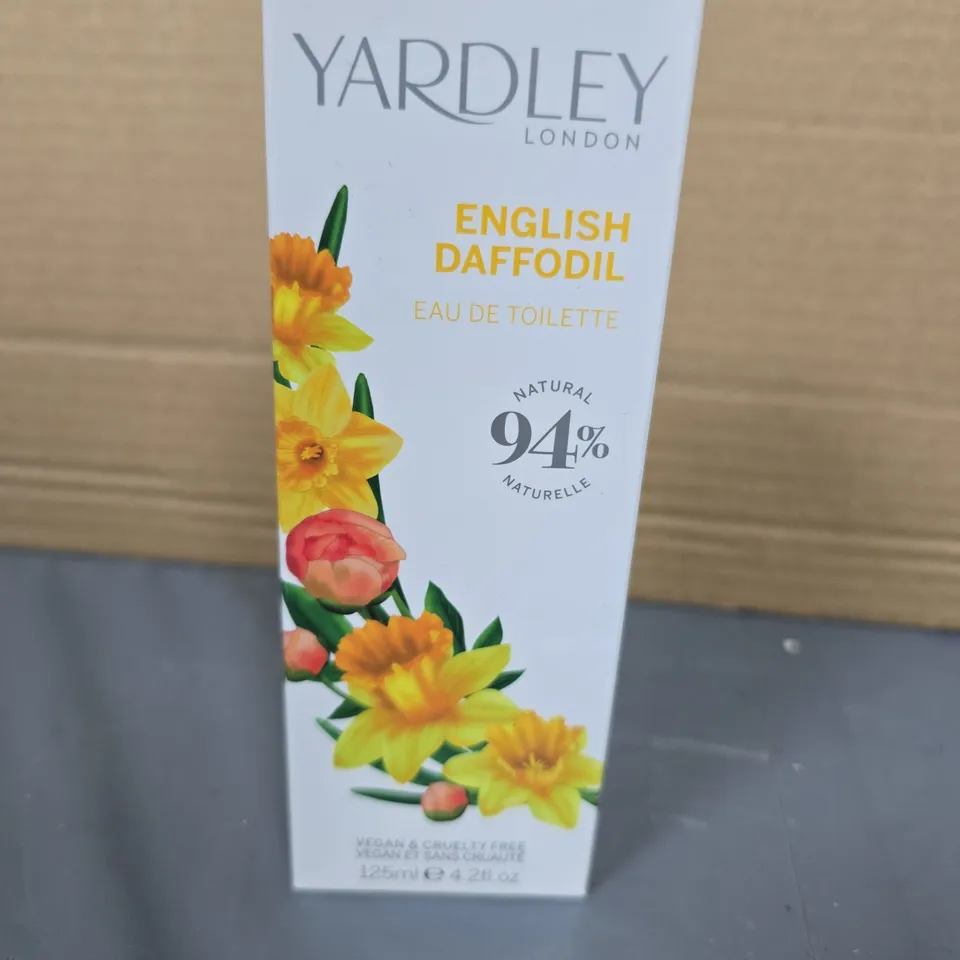 YARDLEY
LONDON
ENGLISH
DAFFODIL
EAU DE TOILETTE
NATURAL
94%
NATURELLE
VEGAN & CRUELTY FREE
VEGAN ET SANS CRUAUTÉ
125ml ℮ 4.2fl.oz